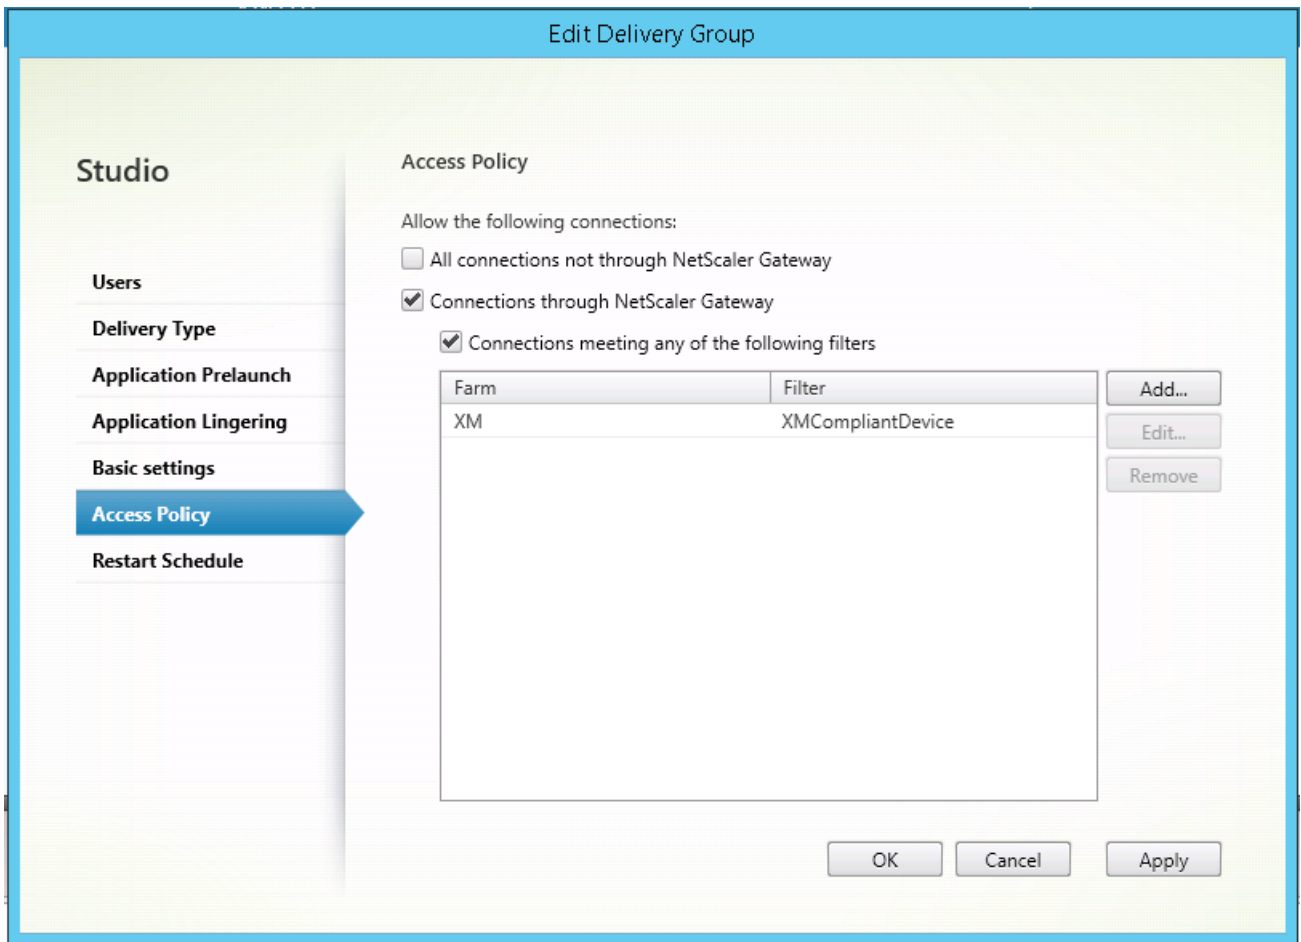 Edit Delivery Group
Studio
Users
Delivery Type
Application Prelaunch
Application Lingering
Basic settings
Access Policy
Restart Schedule
Access Policy
Allow the following connections:
All connections not through NetScaler Gateway
Connections through NetScaler Gateway
Connections meeting any of the following filters
Farm Filter
XM XMCompliantDevice
Add...
Edit...
Remove
OK Cancel Apply